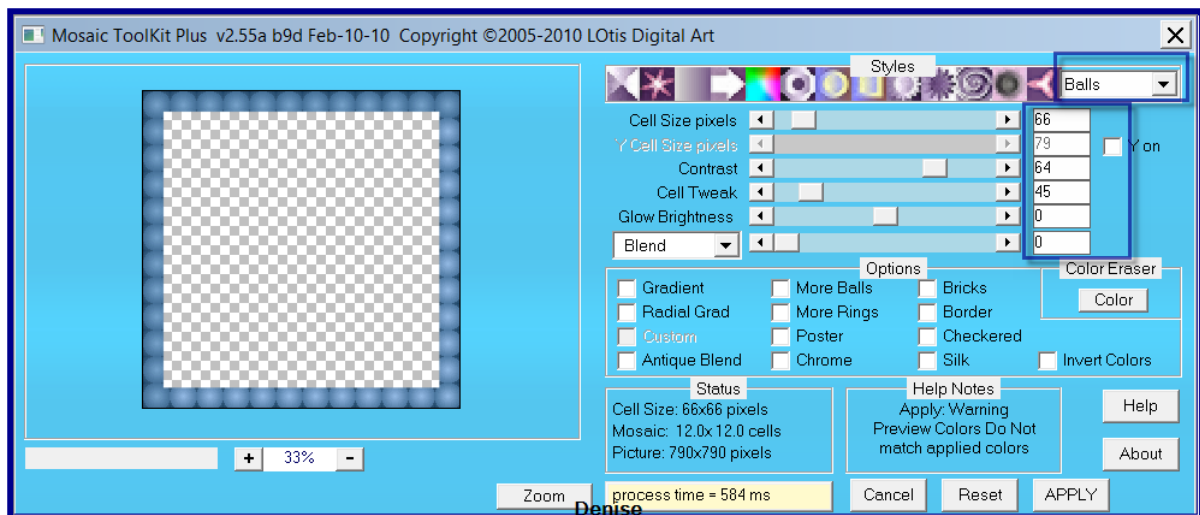 Mosaic ToolKit Plus v2.55a b9d Feb-10-10 Copyright ©2005-2010 LOtis Digital Art
Styles
Balls
Cell Size pixels 66
Y Cell Size pixels 79 Y on
Contrast 64
Cell Tweak 45
Glow Brightness 0
Blend 0
Options
Gradient More Balls Bricks
Radial Grad More Rings Border
Custom Poster Checkered
Antique Blend Chrome Silk Invert Colors
Color Eraser
Color
Status
Cell Size: 66x66 pixels
Mosaic: 12.0x 12.0 cells
Picture: 790x790 pixels
Help Notes
Apply: Warning
Preview Colors Do Not
match applied colors
Help
About
+ 33% -
Zoom process time = 584 ms Cancel Reset APPLY
Denise